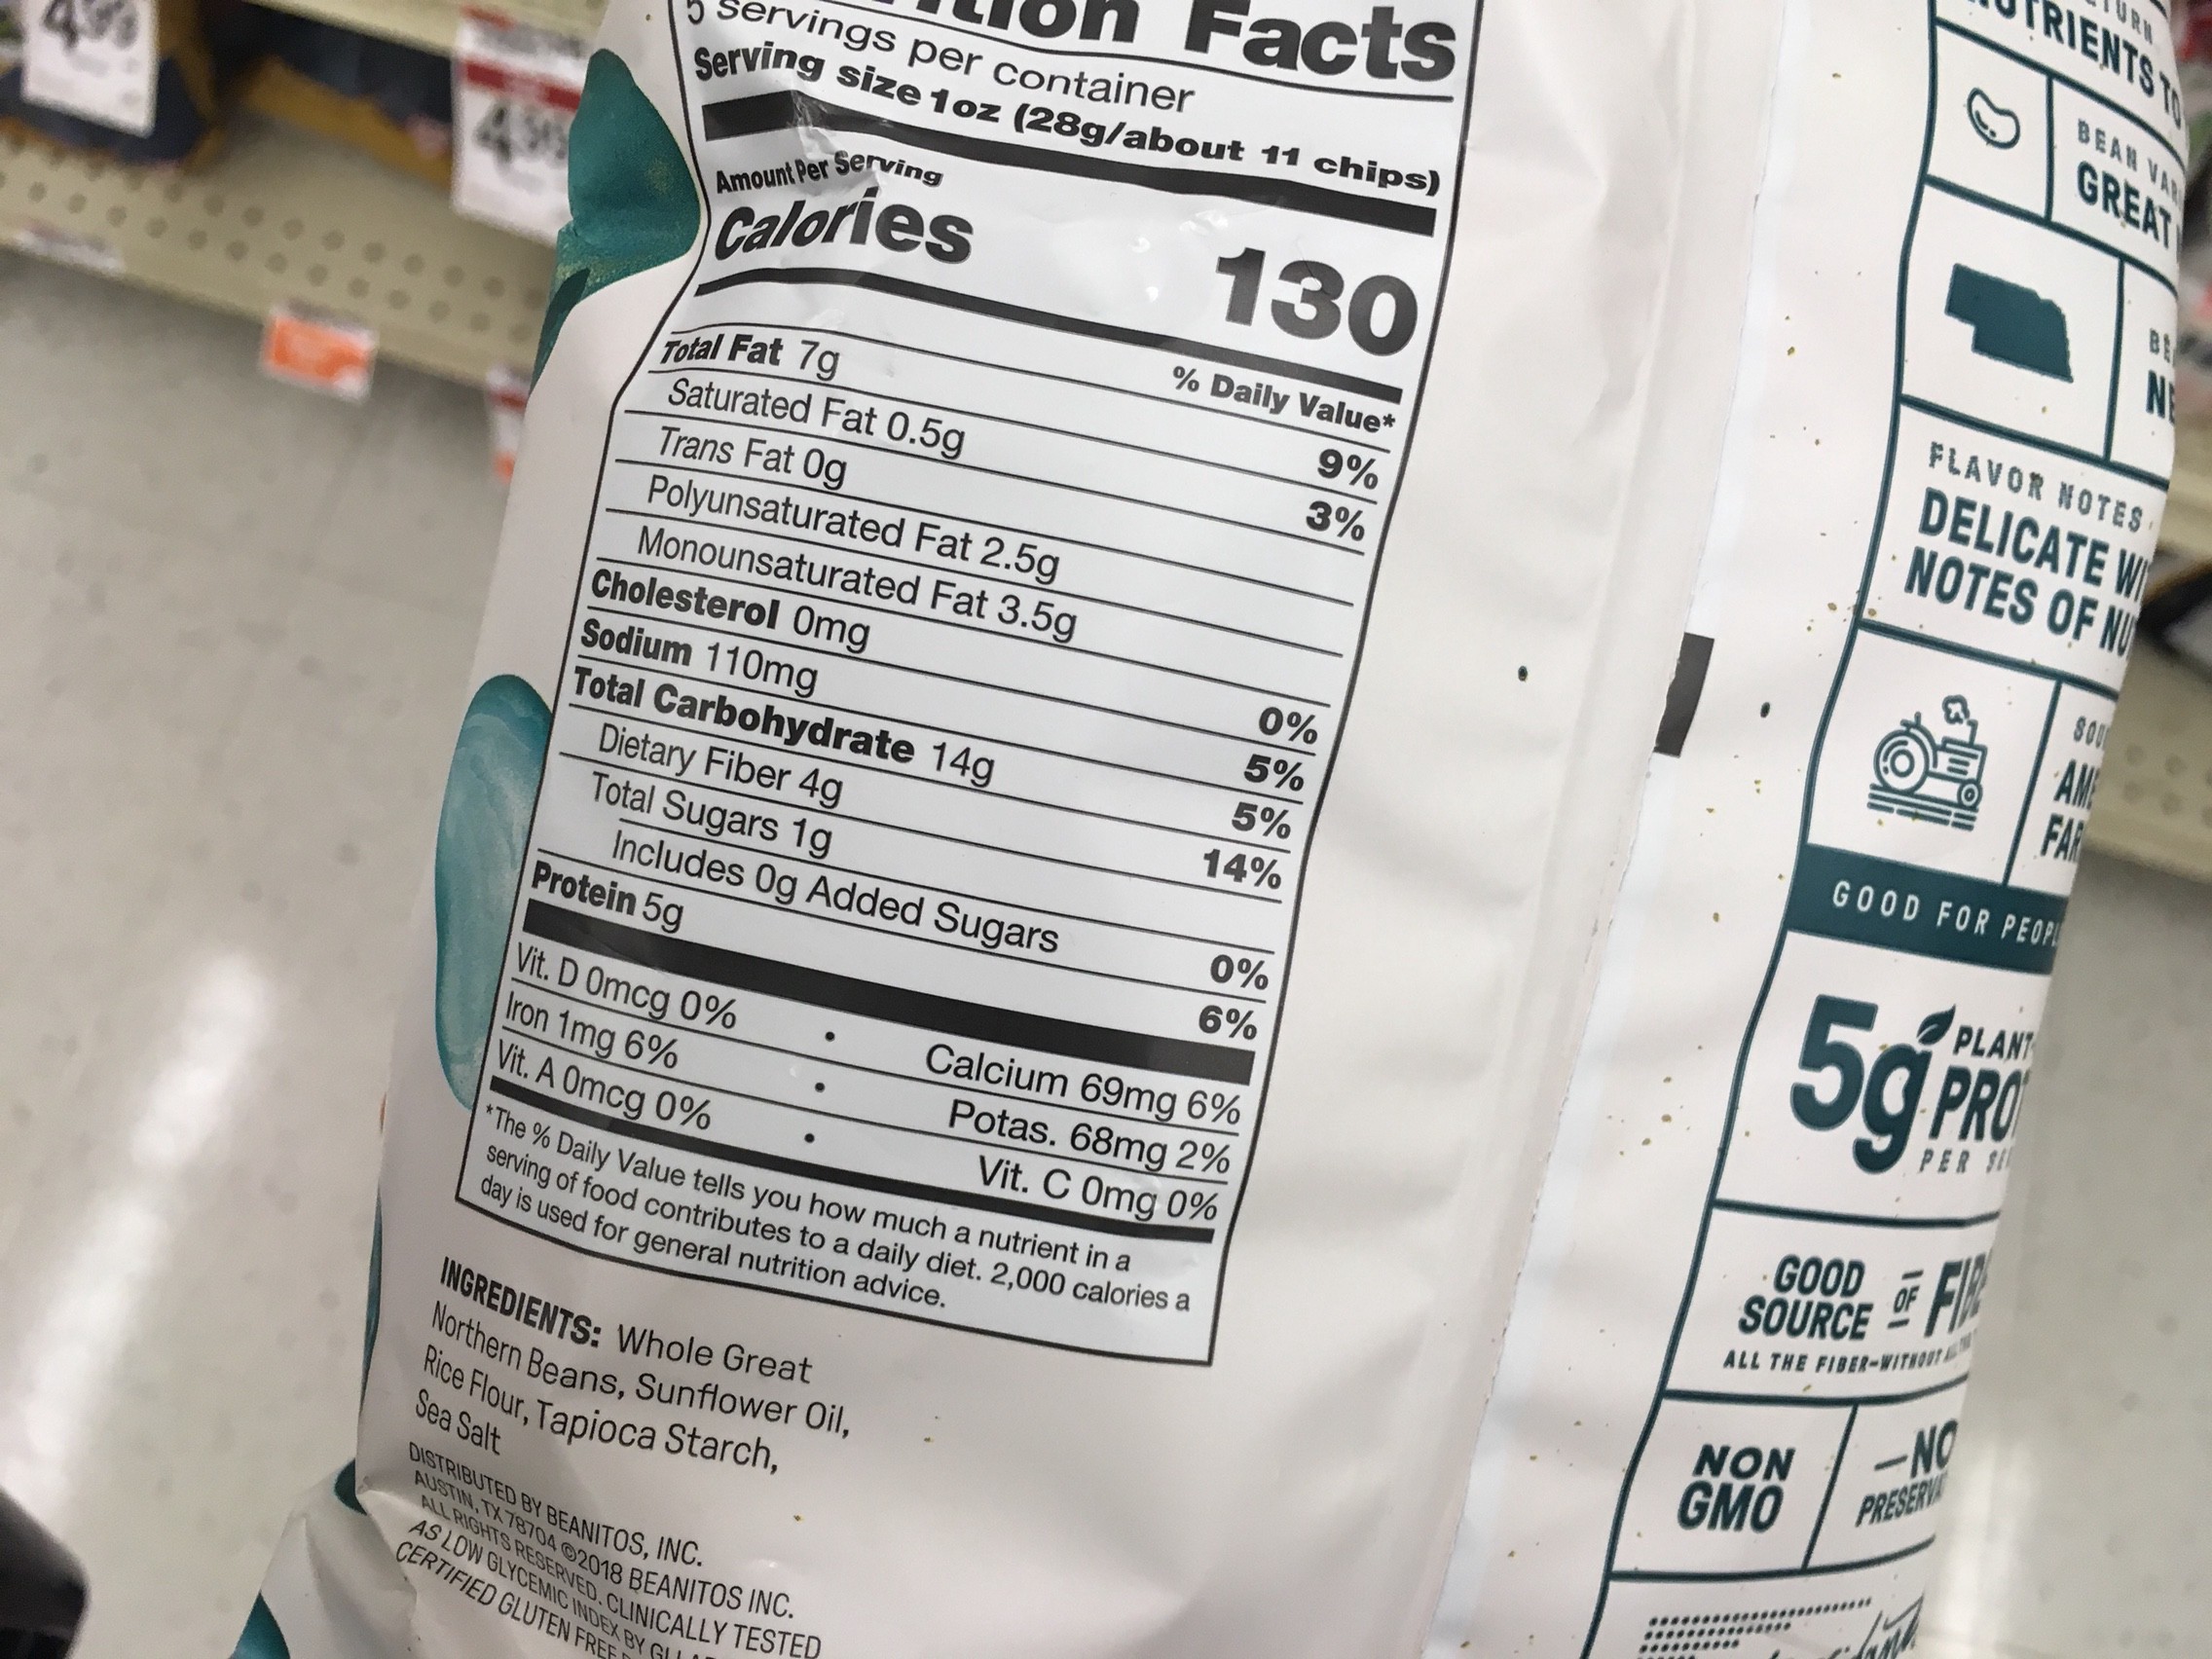 4.99
4.99
Facts
5 servings per container
Serving size 1oz (28g/about 11 chips)
Amount Per Serving
Calories 130
% Daily Value*
Total Fat 7g 9%
Saturated Fat 0.5g 3%
Trans Fat 0g
Polyunsaturated Fat 2.5g
Monounsaturated Fat 3.5g
Cholesterol 0mg 0%
Sodium 110mg 5%
Total Carbohydrate 14g 5%
Dietary Fiber 4g 14%
Total Sugars 1g
Includes 0g Added Sugars 0%
Protein 5g 6%
Vit. D 0mcg 0% • Calcium 69mg 6%
Iron 1mg 6% • Potas. 68mg 2%
Vit. A 0mcg 0% • Vit. C 0mg 0%
*The % Daily Value tells you how much a nutrient in a
serving of food contributes to a daily diet. 2,000 calories a
day is used for general nutrition advice.
INGREDIENTS: Whole Great
Northern Beans, Sunflower Oil,
Rice Flour, Tapioca Starch,
Sea Salt
DISTRIBUTED BY BEANITOS, INC.
AUSTIN, TX 78704 ©2018 BEANITOS INC.
ALL RIGHTS RESERVED. CLINICALLY TESTED
AS LOW GLYCEMIC INDEX BY
CERTIFIED GLUTEN FREE
TO
BEAN
GREAT
FLAVOR NOTES
DELICATE
NOTES OF
GOOD FOR
5g PLANT-
PER
GOOD
SOURCE OF
ALL THE FIBER-WITHOUT
NON
GMO